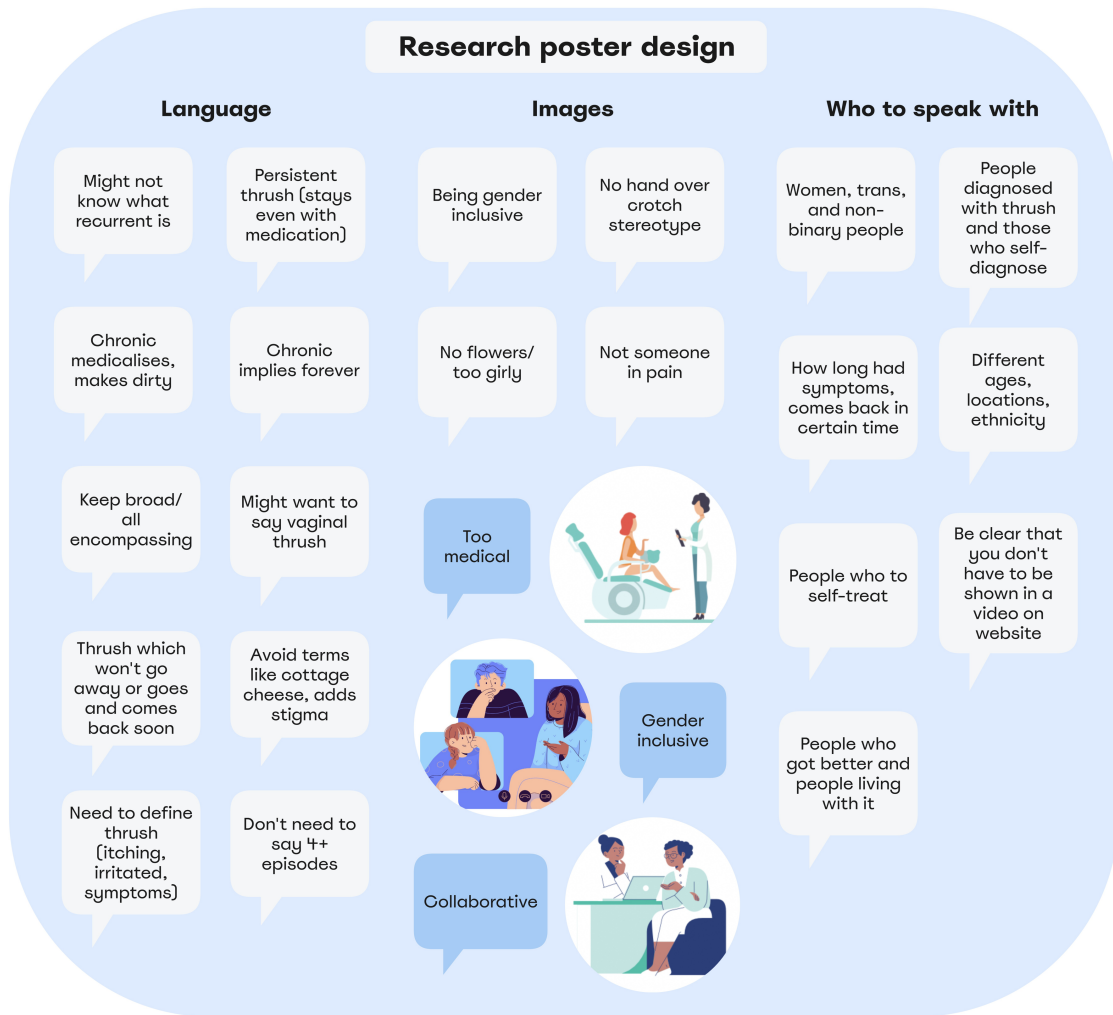 Research poster design
Language
Might not
know what
recurrent is
Persistent
thrush (stays
even with
medication)
Chronic
medicalises,
makes dirty
Chronic
implies forever
Keep broad/
all
encompassing
Might want to
say vaginal
thrush
Thrush which
won't go
away or goes
and comes
back soon
Avoid terms
like cottage
cheese, adds
stigma
Need to define
thrush
(itching,
irritated,
symptoms)
Don't need to
say 4+
episodes
Images
Being gender
inclusive
No hand over
crotch
stereotype
No flowers/
too girly
Not someone
in pain
Too
medical
Gender
inclusive
Collaborative
Who to speak with
Women, trans,
and non-
binary people
People
diagnosed
with thrush
and those
who self-
diagnose
How long had
symptoms,
comes back in
certain time
Different
ages,
locations,
ethnicity
People who to
self-treat
Be clear that
you don't
have to be
shown in a
video on
website
People who
got better and
people living
with it